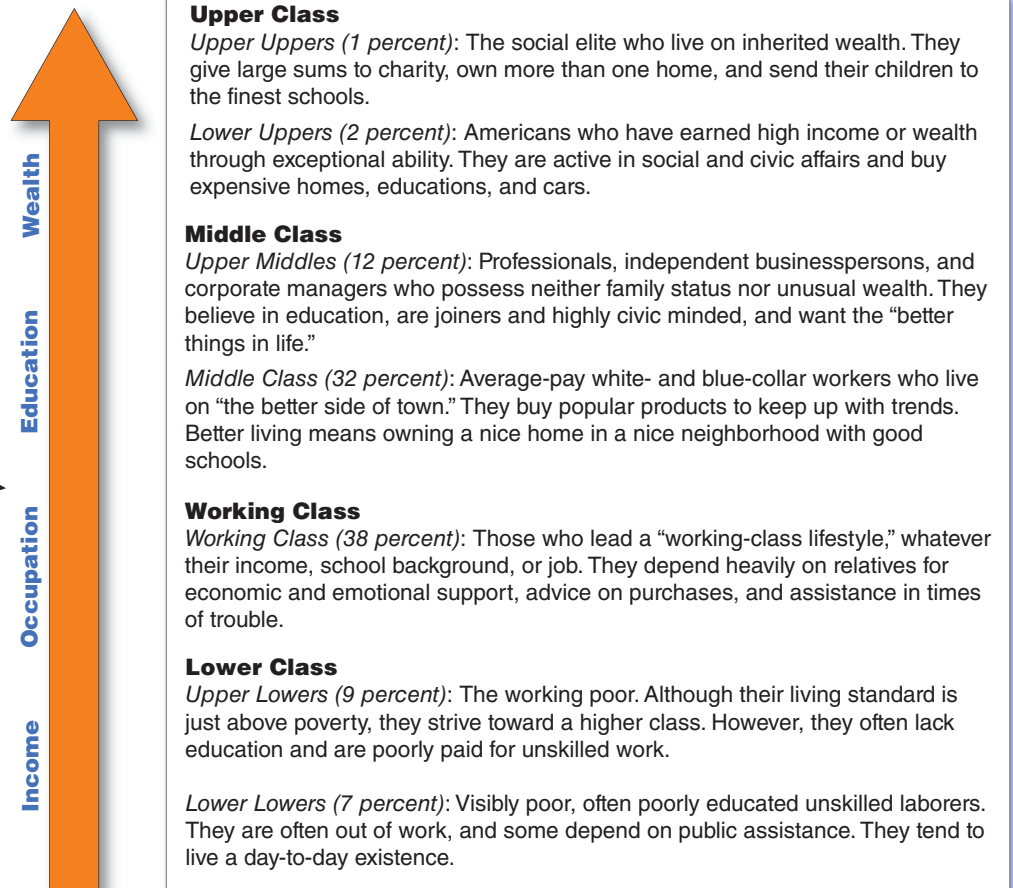 Upper Class
Upper Uppers (1 percent): The social elite who live on inherited wealth. They
give large sums to charity, own more than one home, and send their children to
the finest schools.
Lower Uppers (2 percent): Americans who have earned high income or wealth
through exceptional ability. They are active in social and civic affairs and buy
expensive homes, educations, and cars.
Middle Class
Upper Middles (12 percent): Professionals, independent businesspersons, and
corporate managers who possess neither family status nor unusual wealth. They
believe in education, are joiners and highly civic minded, and want the “better
things in life.”
Middle Class (32 percent): Average-pay white- and blue-collar workers who live
on “the better side of town.” They buy popular products to keep up with trends.
Better living means owning a nice home in a nice neighborhood with good
schools.
Working Class
Working Class (38 percent): Those who lead a “working-class lifestyle,” whatever
their income, school background, or job. They depend heavily on relatives for
economic and emotional support, advice on purchases, and assistance in times
of trouble.
Lower Class
Upper Lowers (9 percent): The working poor. Although their living standard is
just above poverty, they strive toward a higher class. However, they often lack
education and are poorly paid for unskilled work.
Lower Lowers (7 percent): Visibly poor, often poorly educated unskilled laborers.
They are often out of work, and some depend on public assistance. They tend to
live a day-to-day existence.
Wealth
Education
Occupation
Income